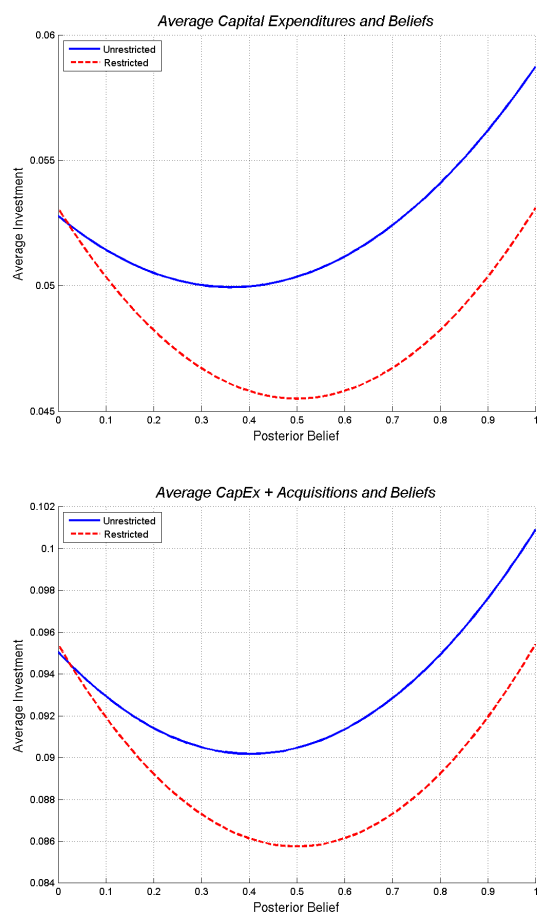 Average Capital Expenditures and Beliefs
0.06
0.055
0.05
0.045
Average Investment
Unrestricted
Restricted
0 0.1 0.2 0.3 0.4 0.5 0.6 0.7 0.8 0.9 1
Posterior Belief
Average CapEx + Acquisitions and Beliefs
0.102
0.1
0.098
0.096
0.094
0.092
0.09
0.088
0.086
0.084
Average Investment
Unrestricted
Restricted
0 0.1 0.2 0.3 0.4 0.5 0.6 0.7 0.8 0.9 1
Posterior Belief